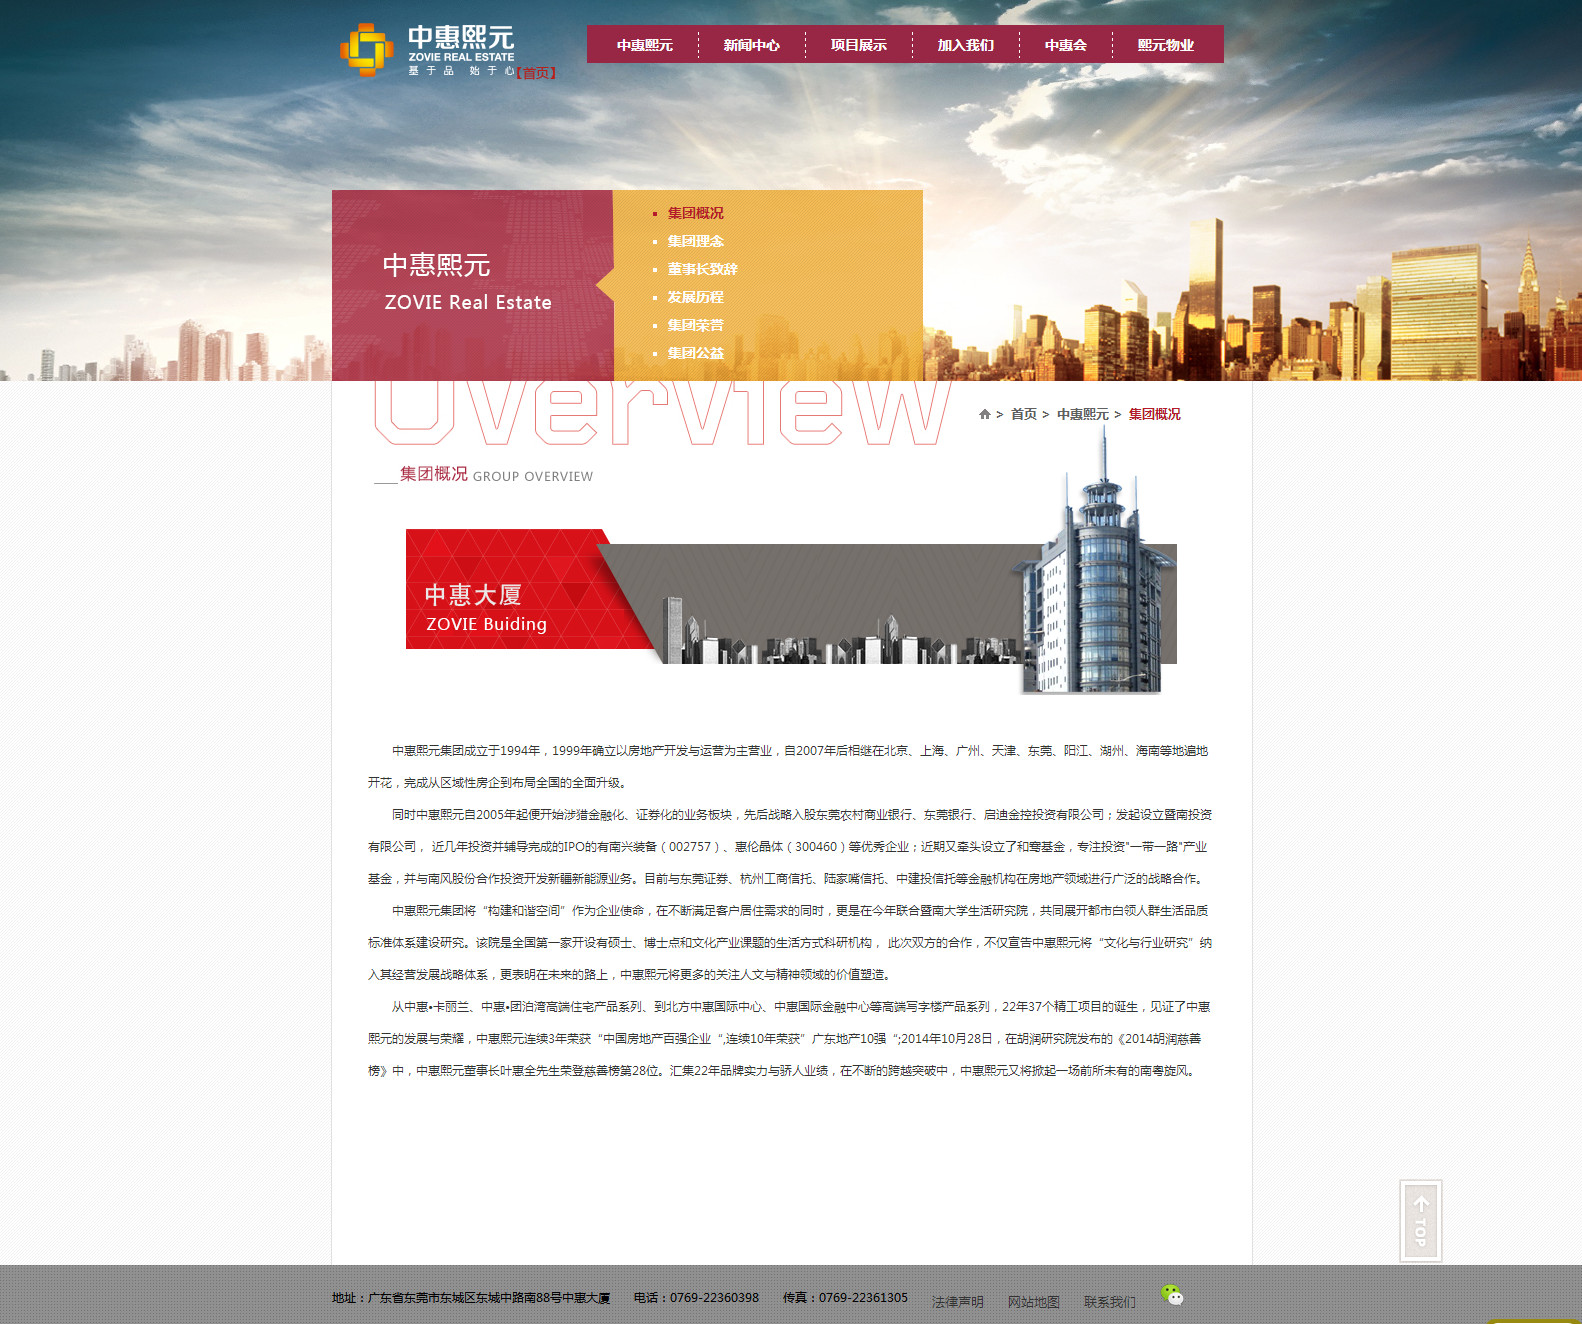 中惠熙元
ZOVIE REAL ESTATE
基于品 始于心
【首页】
中惠熙元 新闻中心 项目展示 加入我们 中惠会 熙元物业
中惠熙元
ZOVIE Real Estate
集团概况
集团理念
董事长致辞
发展历程
集团荣誉
集团公益
Overview
> 首页 > 中惠熙元 > 集团概况
集团概况 GROUP OVERVIEW
中惠大厦
ZOVIE Buiding
中惠熙元集团成立于1994年，1999年确立以房地产开发与运营为主营业，自2007年后相继在北京、上海、广州、天津、东莞、阳江、湖州、海南等地遍地
开花，完成从区域性房企到布局全国的全面升级。
同时中惠熙元自2005年起便开始涉猎金融化、证券化的业务板块，先后战略入股东莞农村商业银行、东莞银行、启迪金控投资有限公司；发起设立暨南投资
有限公司， 近几年投资并辅导完成的IPO的有南兴装备（002757）、惠伦晶体（300460）等优秀企业；近期又牵头设立了和骞基金，专注投资"一带一路"产业
基金，并与南风股份合作投资开发新疆新能源业务。目前与东莞证券、杭州工商信托、陆家嘴信托、中建投信托等金融机构在房地产领域进行广泛的战略合作。
中惠熙元集团将“构建和谐空间”作为企业使命，在不断满足客户居住需求的同时，更是在今年联合暨南大学生活研究院，共同展开都市白领人群生活品质
标准体系建设研究。该院是全国第一家开设有硕士、博士点和文化产业课题的生活方式科研机构， 此次双方的合作，不仅宣告中惠熙元将“文化与行业研究”纳
入其经营发展战略体系，更表明在未来的路上，中惠熙元将更多的关注人文与精神领域的价值塑造。
从中惠•卡丽兰、中惠•团泊湾高端住宅产品系列、到北方中惠国际中心、中惠国际金融中心等高端写字楼产品系列，22年37个精工项目的诞生，见证了中惠
熙元的发展与荣耀，中惠熙元连续3年荣获“中国房地产百强企业“,连续10年荣获”广东地产10强“;2014年10月28日，在胡润研究院发布的《2014胡润慈善
榜》中，中惠熙元董事长叶惠全先生荣登慈善榜第28位。汇集22年品牌实力与骄人业绩，在不断的跨越突破中，中惠熙元又将掀起一场前所未有的南粤旋风。
TOP
地址：广东省东莞市东城区东城中路南88号中惠大厦 电话：0769-22360398 传真：0769-22361305 法律声明 网站地图 联系我们